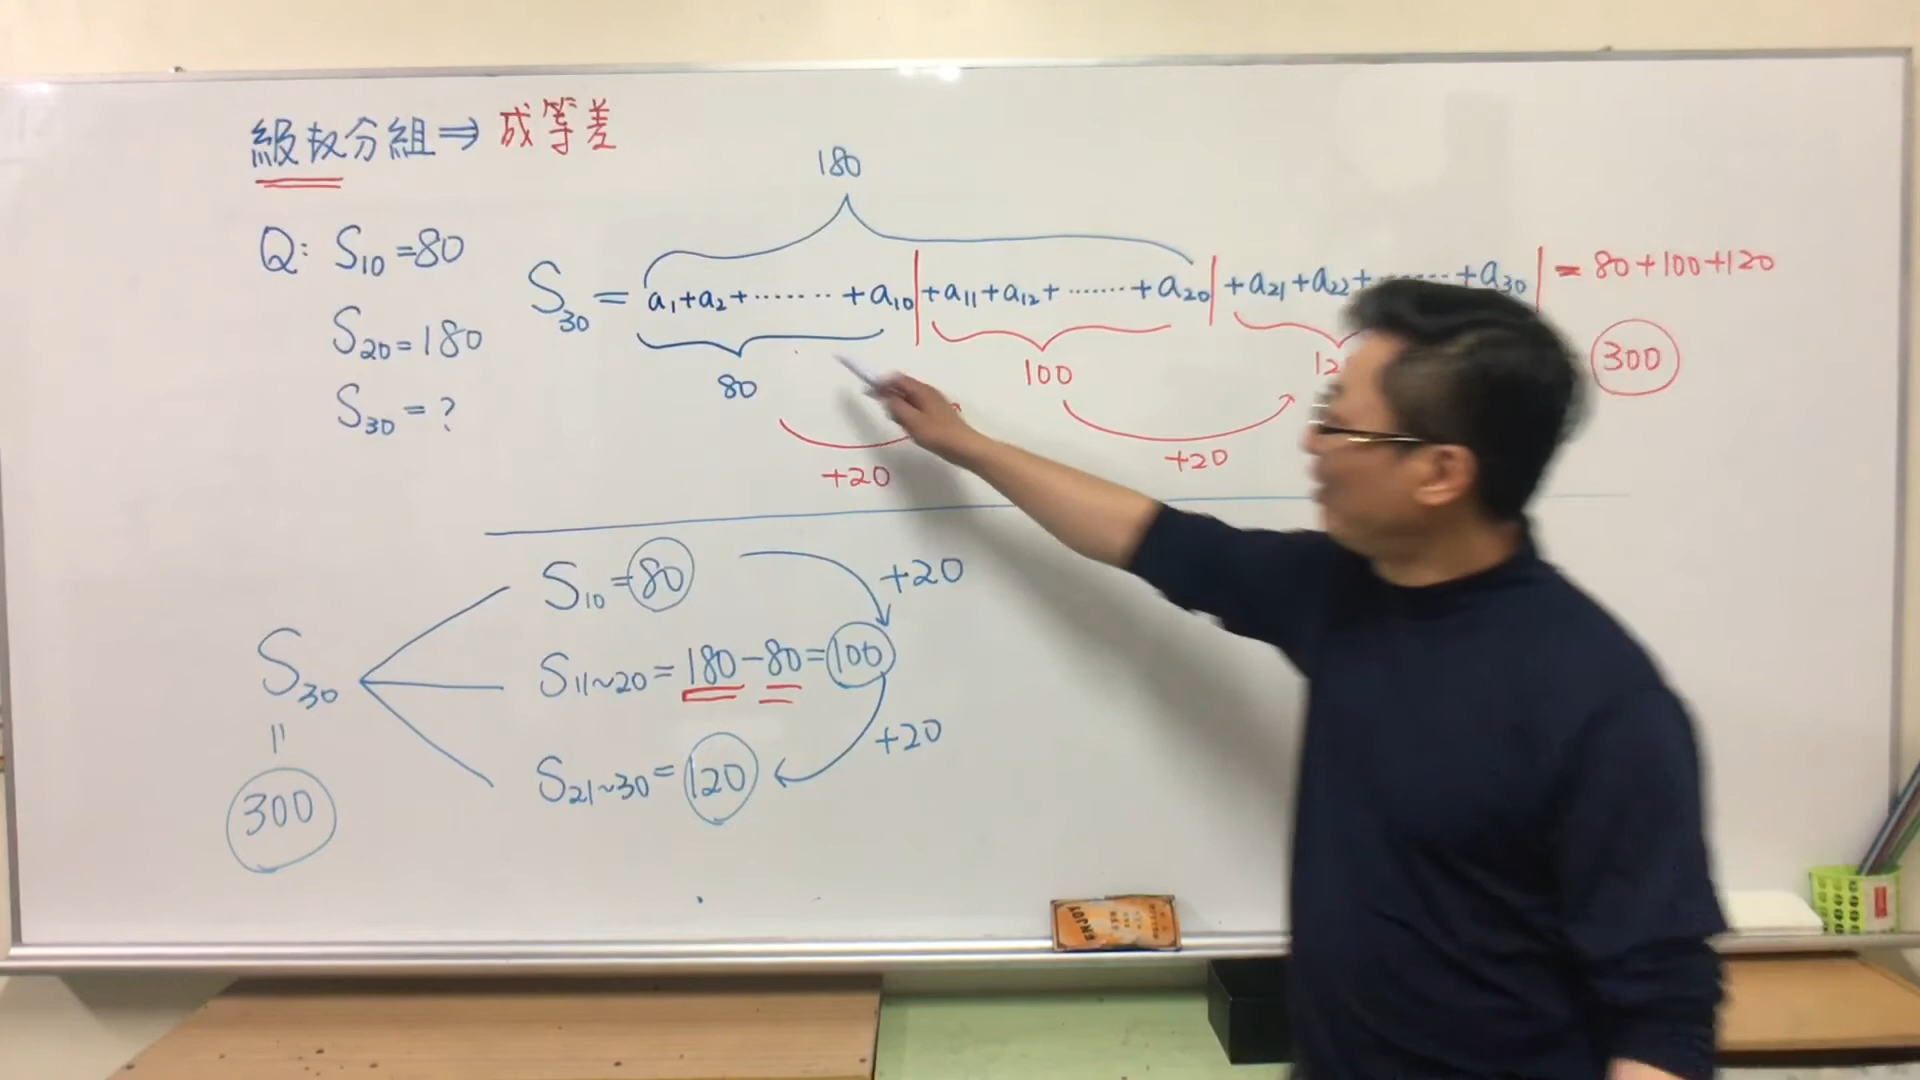 級数分組⇒成等差
Q: S₁₀=80
S₂₀=180
S₃₀=?
180
S₃₀ = a₁+a₂+……+a₁₀|+a₁₁+a₁₂+……+a₂₀|+a₂₁+a₂₂+……+a₃₀| = 80+100+120
80
100
300
+20
+20
S₃₀
=
300
S₁₀=80
+20
S₁₁~₂₀=180-80=100
+20
S₂₁~₃₀=120
ENJOY